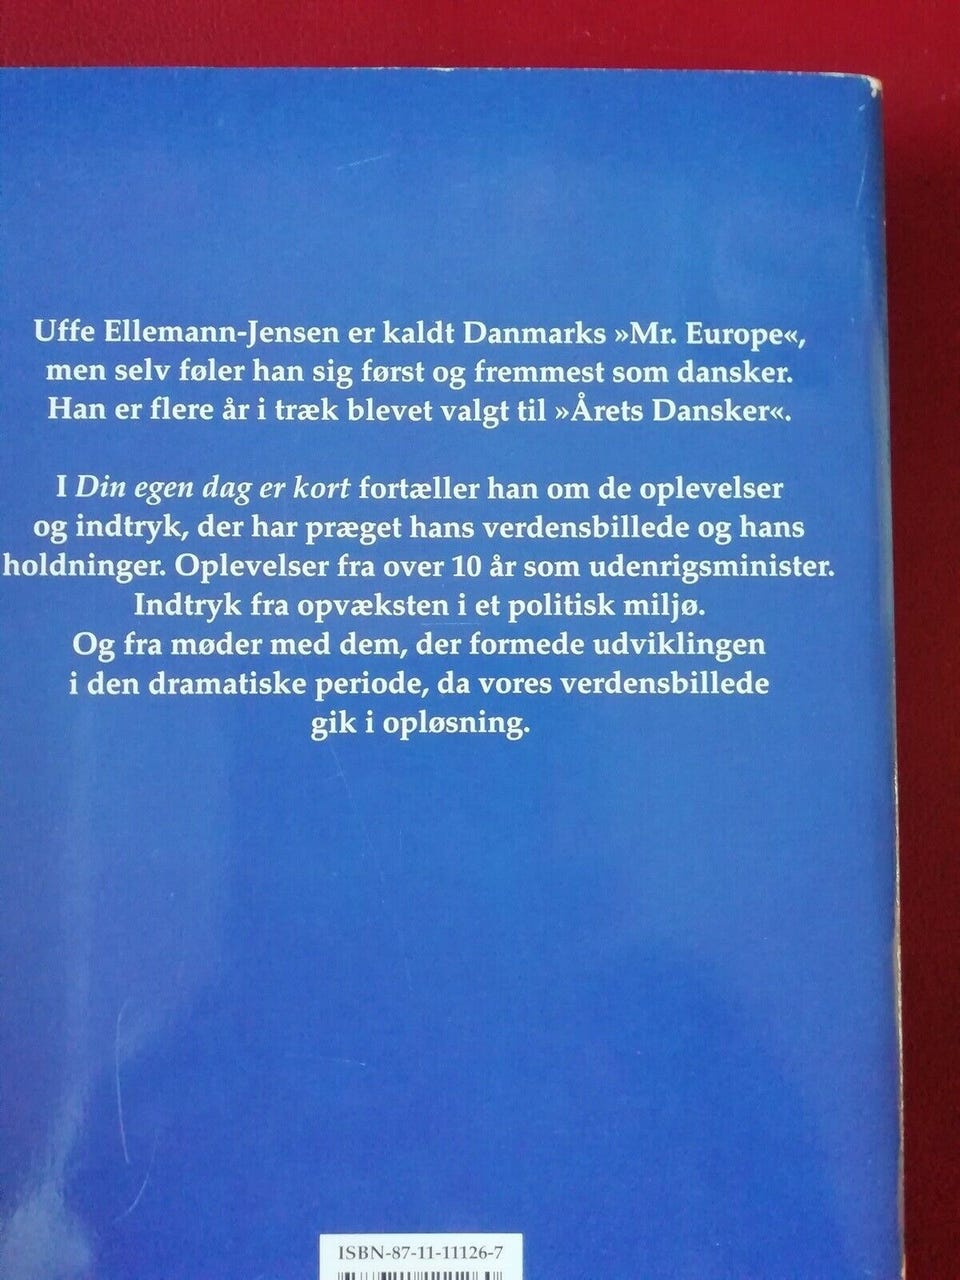 Uffe Ellemann-Jensen er kaldt Danmarks »Mr. Europe«,
men selv føler han sig først og fremmest som dansker.
Han er flere år i træk blevet valgt til »Årets Dansker«.
I Din egen dag er kort fortæller han om de oplevelser
og indtryk, der har præget hans verdensbillede og hans
holdninger. Oplevelser fra over 10 år som udenrigsminister.
Indtryk fra opvæksten i et politisk miljø.
Og fra møder med dem, der formede udviklingen
i den dramatiske periode, da vores verdensbillede
gik i opløsning.
ISBN-87-11-11126-7